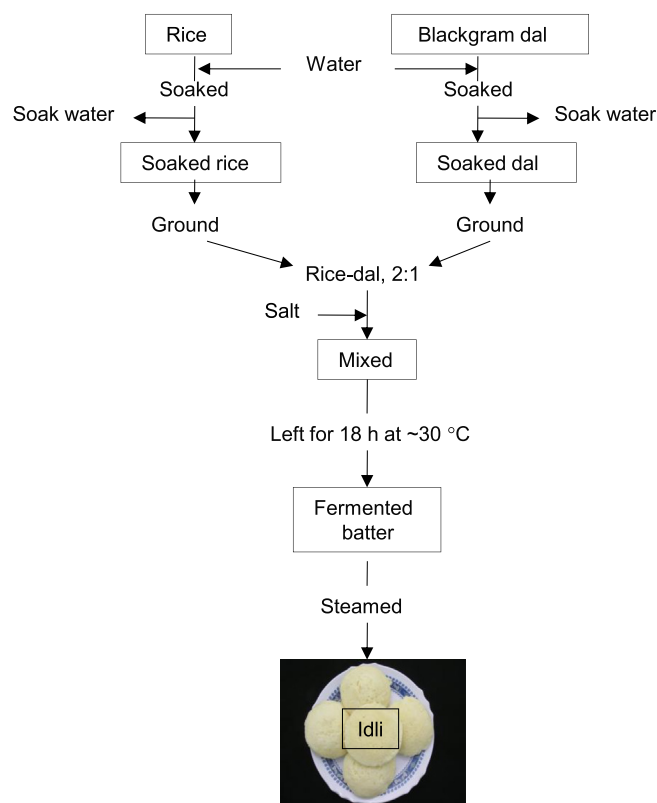 Rice
Blackgram dal
Water
Soaked
Soaked
Soak water
Soak water
Soaked rice
Soaked dal
Ground
Ground
Rice-dal, 2:1
Salt
Mixed
Left for 18 h at ~30 °C
Fermented
batter
Steamed
Idli